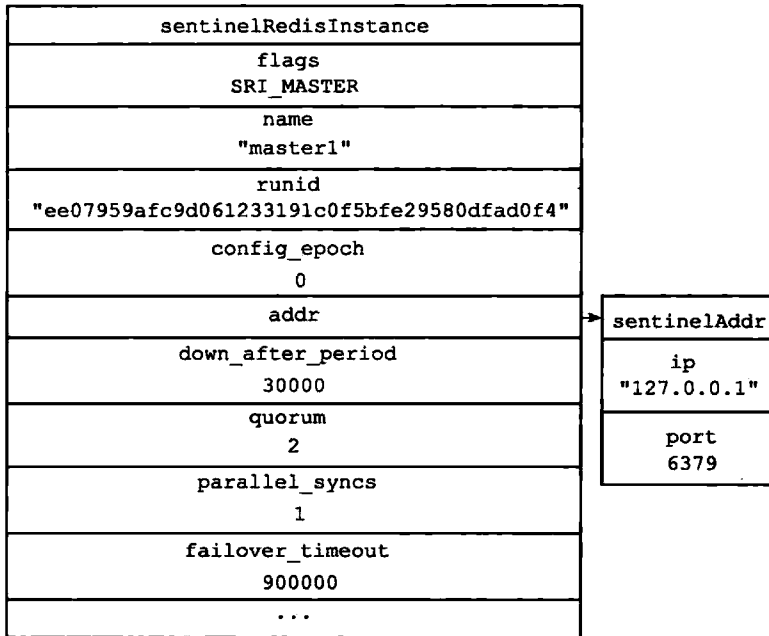 sentinelRedisInstance
flags
SRI_MASTER
name
"master1"
runid
"ee07959afc9d061233191c0f5bfe29580dfad0f4"
config_epoch
0
addr
down_after_period
30000
quorum
2
parallel_syncs
1
failover_timeout
900000
...
sentinelAddr
ip
"127.0.0.1"
port
6379